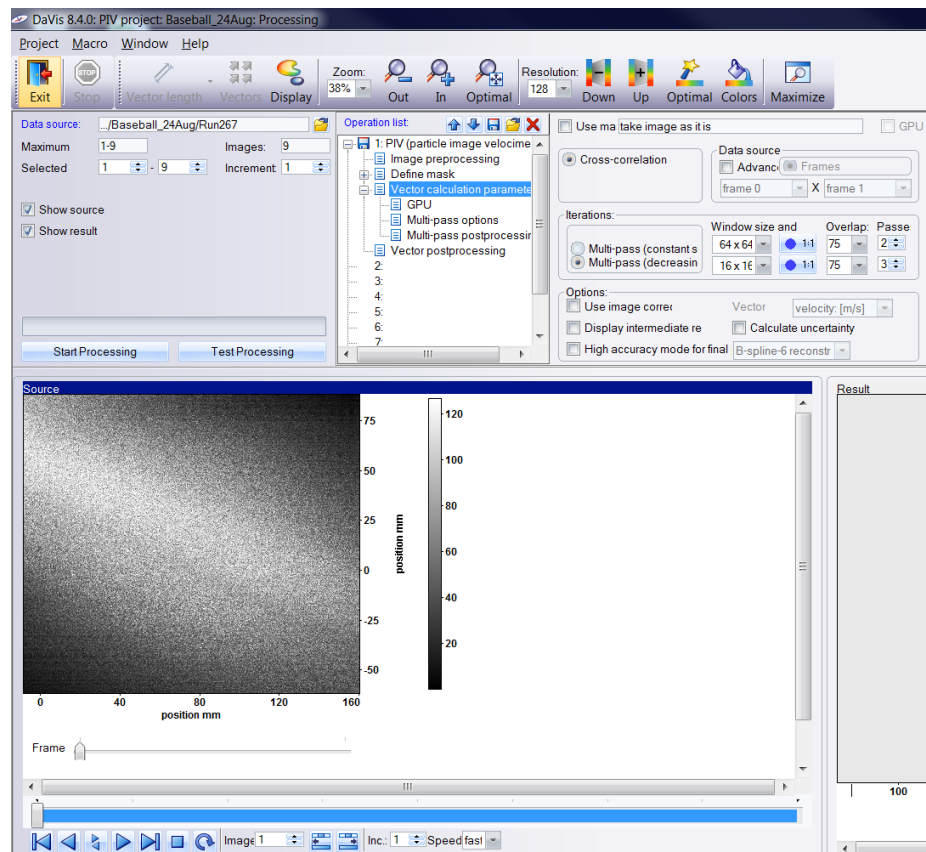 DaVis 8.4.0: PIV project: Baseball_24Aug: Processing
Project Macro Window Help
Exit
Stop
Vector length
Vectors
Display
Zoom:
38%
Out
In
Optimal
Resolution:
128
Down
Up
Optimal
Colors
Maximize
Data source: .../Baseball_24Aug/Run267
Maximum 1-9 Images: 9
Selected 1 - 9 Increment 1
Show source
Show result
Start Processing
Test Processing
Operation list:
1: PIV (particle image velocime
Image preprocessing
Define mask
Vector calculation paramete
GPU
Multi-pass options
Multi-pass postprocessin
Vector postprocessing
2:
3:
4:
5:
6:
7:
Use ma take image as it is
GPU
Cross-correlation
Data source
Advanc Frames
frame 0 X frame 1
Iterations:
Window size and Overlap: Passe
Multi-pass (constant s
64 x 64 1:1 75 2
Multi-pass (decreasin
16 x 16 1:1 75 3
Options:
Use image correc Vector velocity: [m/s]
Display intermediate re Calculate uncertainty
High accuracy mode for final B-spline-6 reconstr
Source
75
50
25
0
-25
-50
position mm
0 40 80 120 160
position mm
120
100
80
60
40
20
Frame
Image 1 Inc.: 1 Speed fast
Result
100